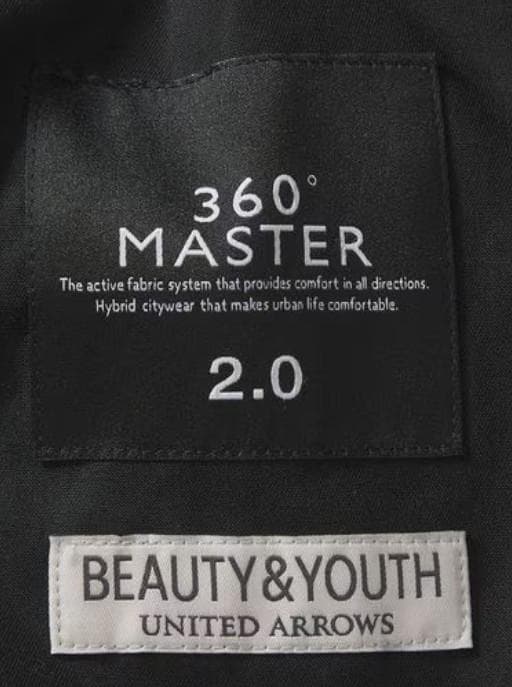 360°
MASTER
The active fabric system that provides comfort in all directions.
Hybrid citywear that makes urban life comfortable.
2.0
BEAUTY&YOUTH
UNITED ARROWS